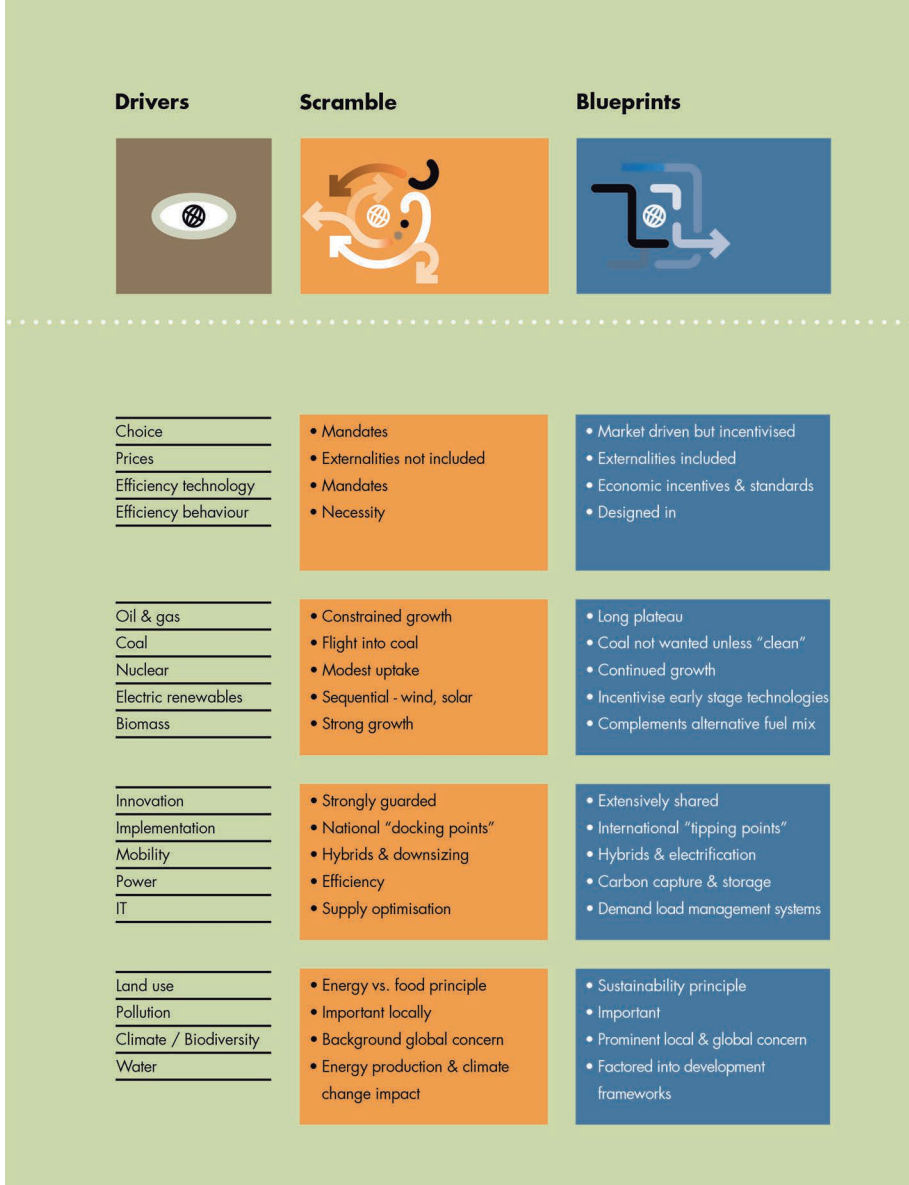 Drivers
Scramble
Blueprints
Choice
Prices
Efficiency technology
Efficiency behaviour
• Mandates
• Externalities not included
• Mandates
• Necessity
• Market driven but incentivised
• Externalities included
• Economic incentives & standards
• Designed in
Oil & gas
Coal
Nuclear
Electric renewables
Biomass
• Constrained growth
• Flight into coal
• Modest uptake
• Sequential - wind, solar
• Strong growth
• Long plateau
• Coal not wanted unless “clean”
• Continued growth
• Incentivise early stage technologies
• Complements alternative fuel mix
Innovation
Implementation
Mobility
Power
IT
• Strongly guarded
• National “docking points”
• Hybrids & downsizing
• Efficiency
• Supply optimisation
• Extensively shared
• International “tipping points”
• Hybrids & electrification
• Carbon capture & storage
• Demand load management systems
Land use
Pollution
Climate / Biodiversity
Water
• Energy vs. food principle
• Important locally
• Background global concern
• Energy production & climate
change impact
• Sustainability principle
• Important
• Prominent local & global concern
• Factored into development
frameworks